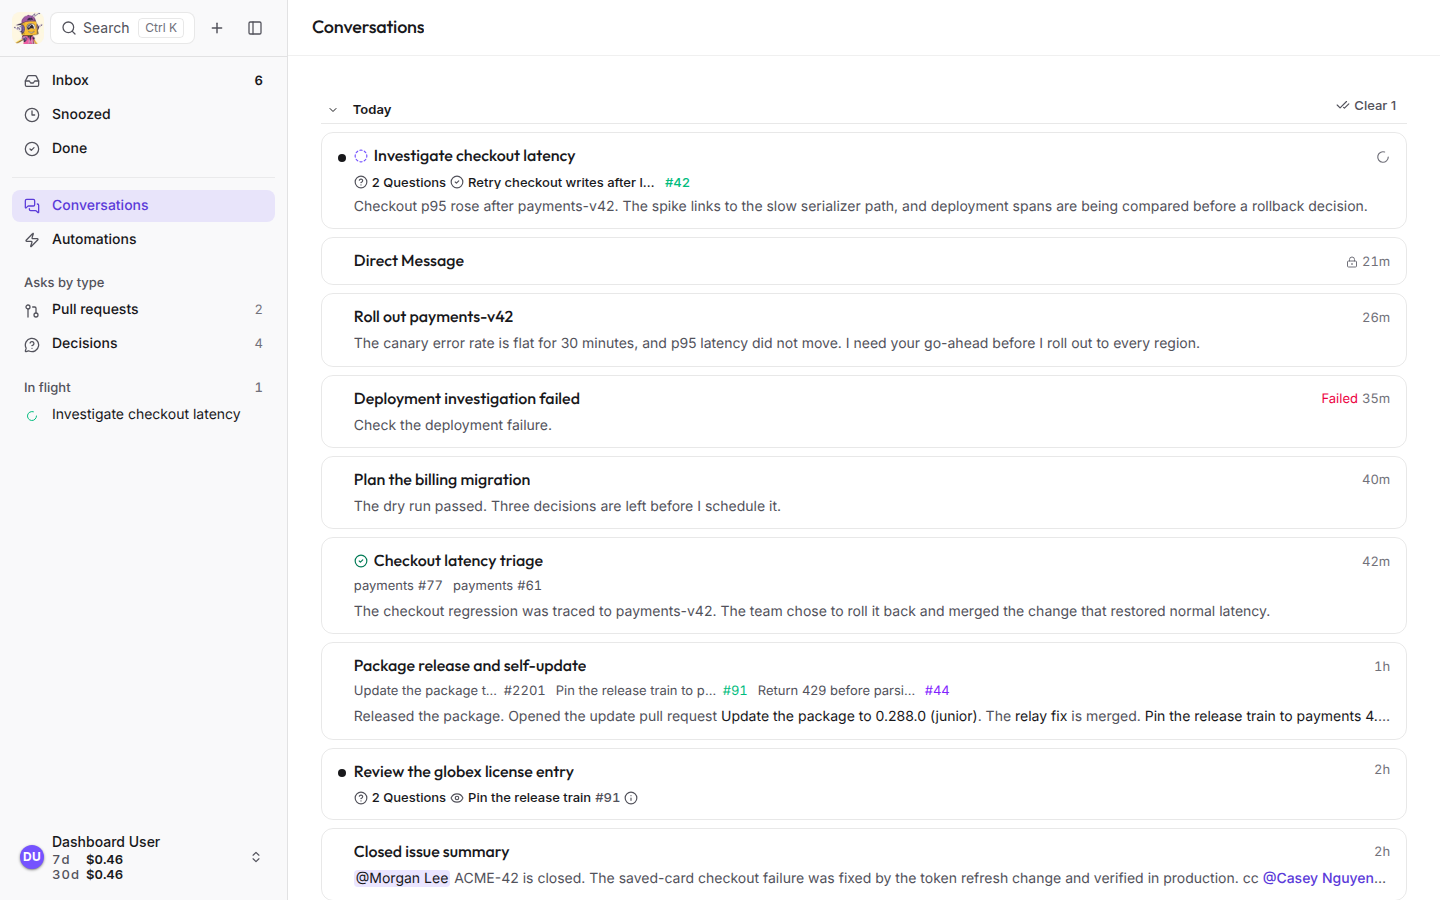 Search Ctrl K
Conversations
Inbox 6
Snoozed
Done
Conversations
Automations
Asks by type
Pull requests 2
Decisions 4
In flight 1
Investigate checkout latency
Dashboard User
DU
7d $0.46
30d $0.46
Today
Clear 1
Investigate checkout latency
2 Questions Retry checkout writes after l... #42
Checkout p95 rose after payments-v42. The spike links to the slow serializer path, and deployment spans are being compared before a rollback decision.
Direct Message 21m
Roll out payments-v42 26m
The canary error rate is flat for 30 minutes, and p95 latency did not move. I need your go-ahead before I roll out to every region.
Deployment investigation failed Failed 35m
Check the deployment failure.
Plan the billing migration 40m
The dry run passed. Three decisions are left before I schedule it.
Checkout latency triage 42m
payments #77 payments #61
The checkout regression was traced to payments-v42. The team chose to roll it back and merged the change that restored normal latency.
Package release and self-update 1h
Update the package t... #2201 Pin the release train to p... #91 Return 429 before parsi... #44
Released the package. Opened the update pull request Update the package to 0.288.0 (junior). The relay fix is merged. Pin the release train to payments 4....
Review the globex license entry 2h
2 Questions Pin the release train #91
Closed issue summary 2h
@Morgan Lee ACME-42 is closed. The saved-card checkout failure was fixed by the token refresh change and verified in production. cc @Casey Nguyen...